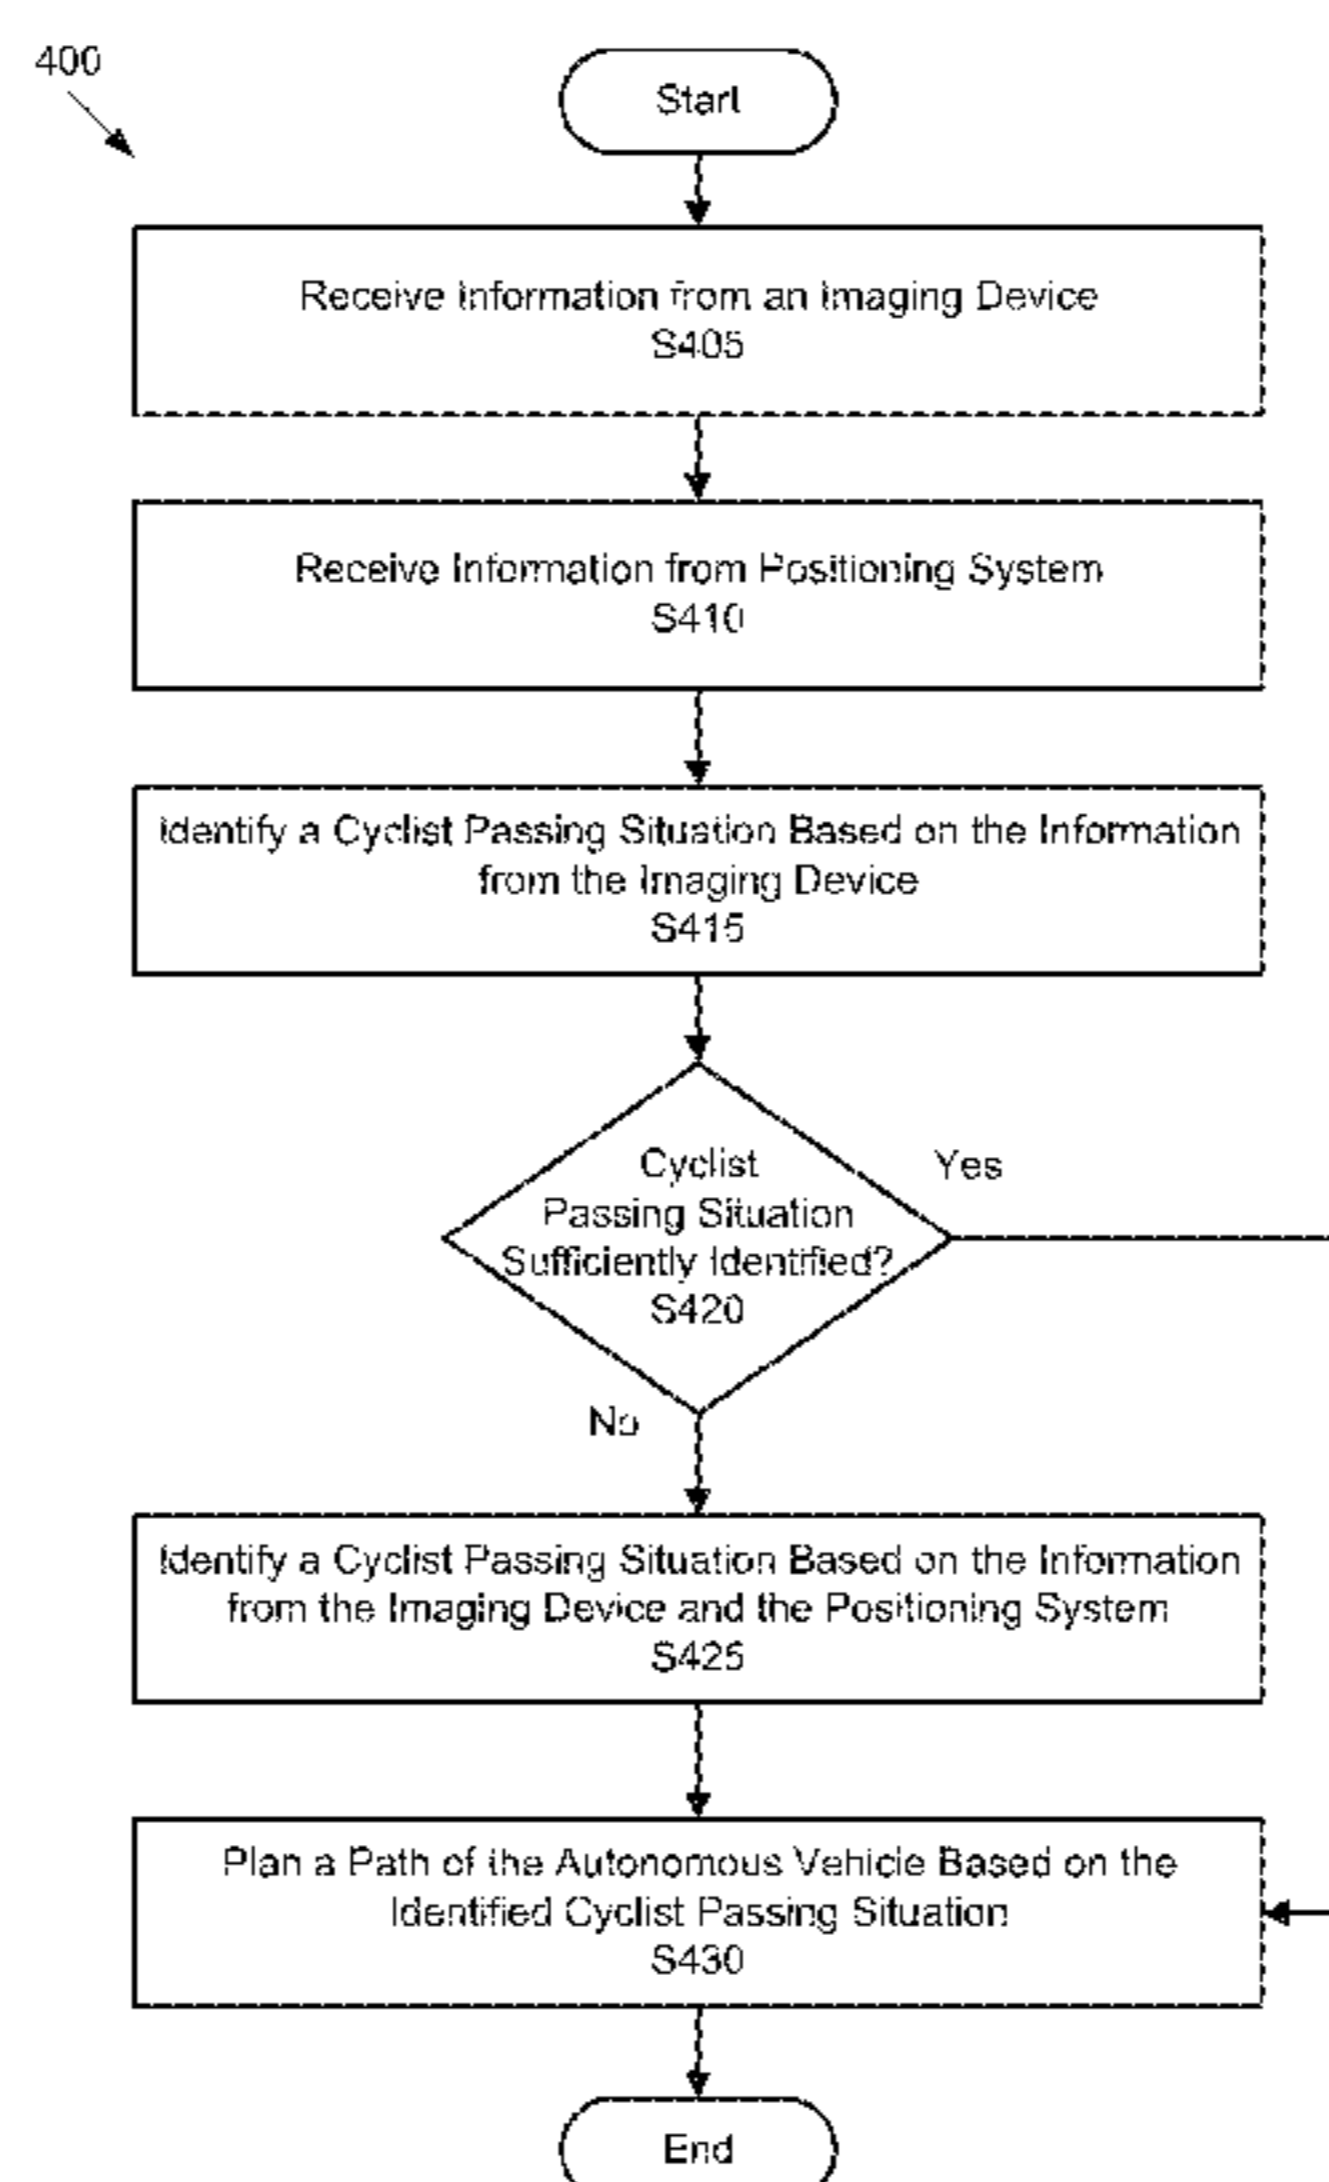 400
Start
Receive Information from an Imaging Device
S405
Receive Information from Positioning System
S410
Identify a Cyclist Passing Situation Based on the Information
from the Imaging Device
S415
Cyclist
Passing Situation
Sufficiently Identified?
S420
Yes
No
Identify a Cyclist Passing Situation Based on the Information
from the Imaging Device and the Positioning System
S425
Plan a Path of the Autonomous Vehicle Based on the
Identified Cyclist Passing Situation
S430
End